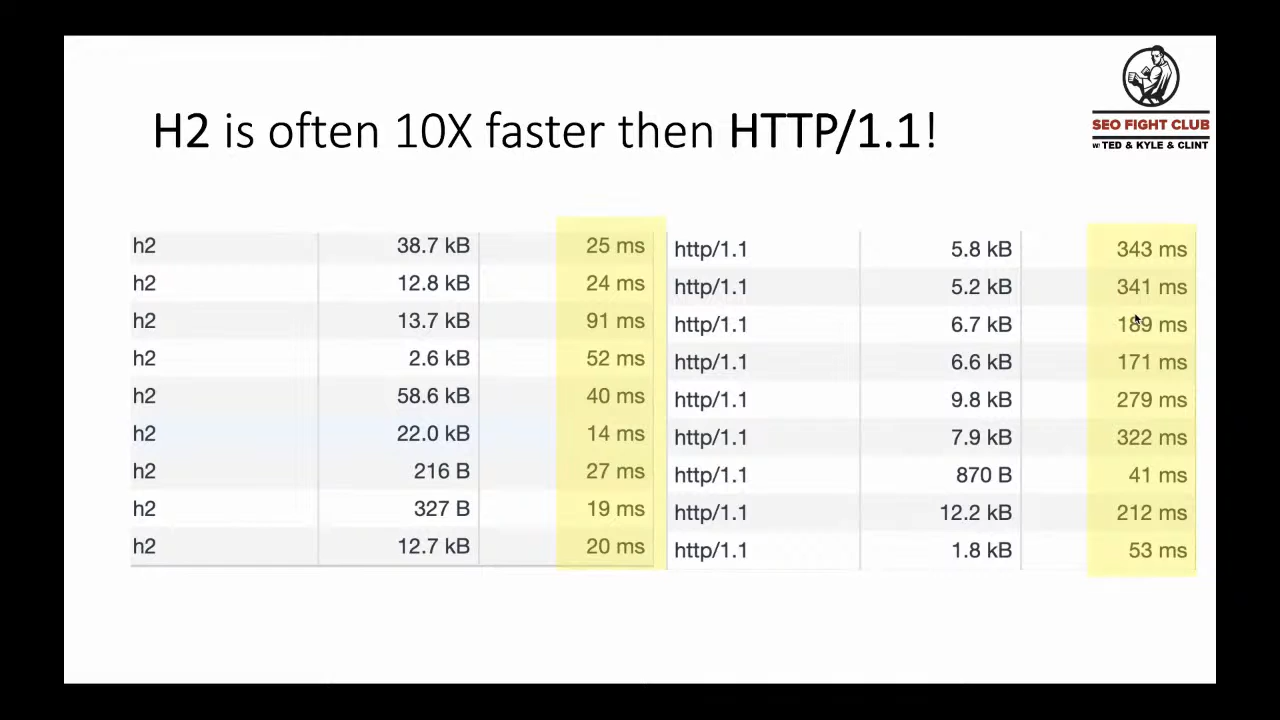 H2 is often 10X faster then HTTP/1.1!
SEO FIGHT CLUB
W/ TED & KYLE & CLINT
h2 38.7 kB 25 ms http/1.1 5.8 kB 343 ms
h2 12.8 kB 24 ms http/1.1 5.2 kB 341 ms
h2 13.7 kB 91 ms http/1.1 6.7 kB 189 ms
h2 2.6 kB 52 ms http/1.1 6.6 kB 171 ms
h2 58.6 kB 40 ms http/1.1 9.8 kB 279 ms
h2 22.0 kB 14 ms http/1.1 7.9 kB 322 ms
h2 216 B 27 ms http/1.1 870 B 41 ms
h2 327 B 19 ms http/1.1 12.2 kB 212 ms
h2 12.7 kB 20 ms http/1.1 1.8 kB 53 ms